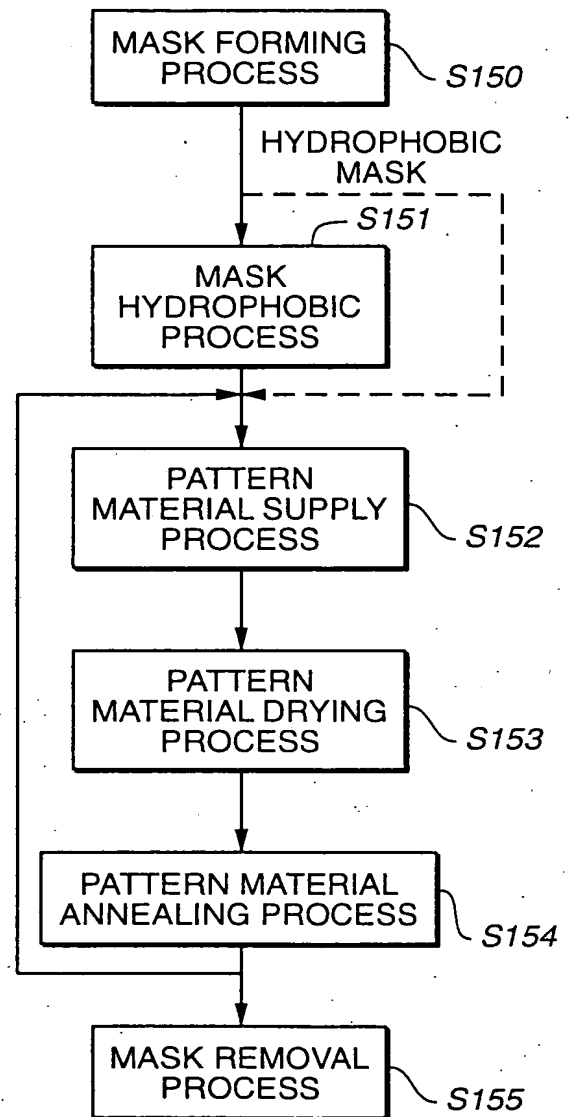 MASK FORMING
PROCESS
S150
HYDROPHOBIC
MASK
S151
MASK
HYDROPHOBIC
PROCESS
PATTERN
MATERIAL SUPPLY
PROCESS
S152
PATTERN
MATERIAL DRYING
PROCESS
S153
PATTERN MATERIAL
ANNEALING PROCESS
S154
MASK REMOVAL
PROCESS
S155